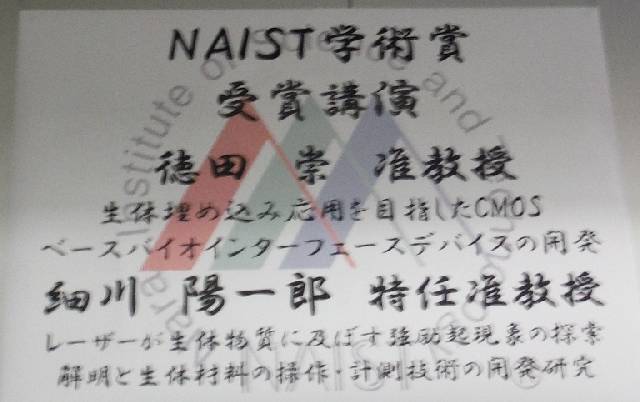 NAIST学術賞
受賞講演
徳田 崇 准教授
生体埋め込み応用を目指したCMOS
ベースバイオインターフェースデバイスの開発
細川 陽一郎 特任准教授
レーザーが生体物質に及ぼす強励起現象の探索
解明と生体材料の操作・計測技術の開発研究
NAIST